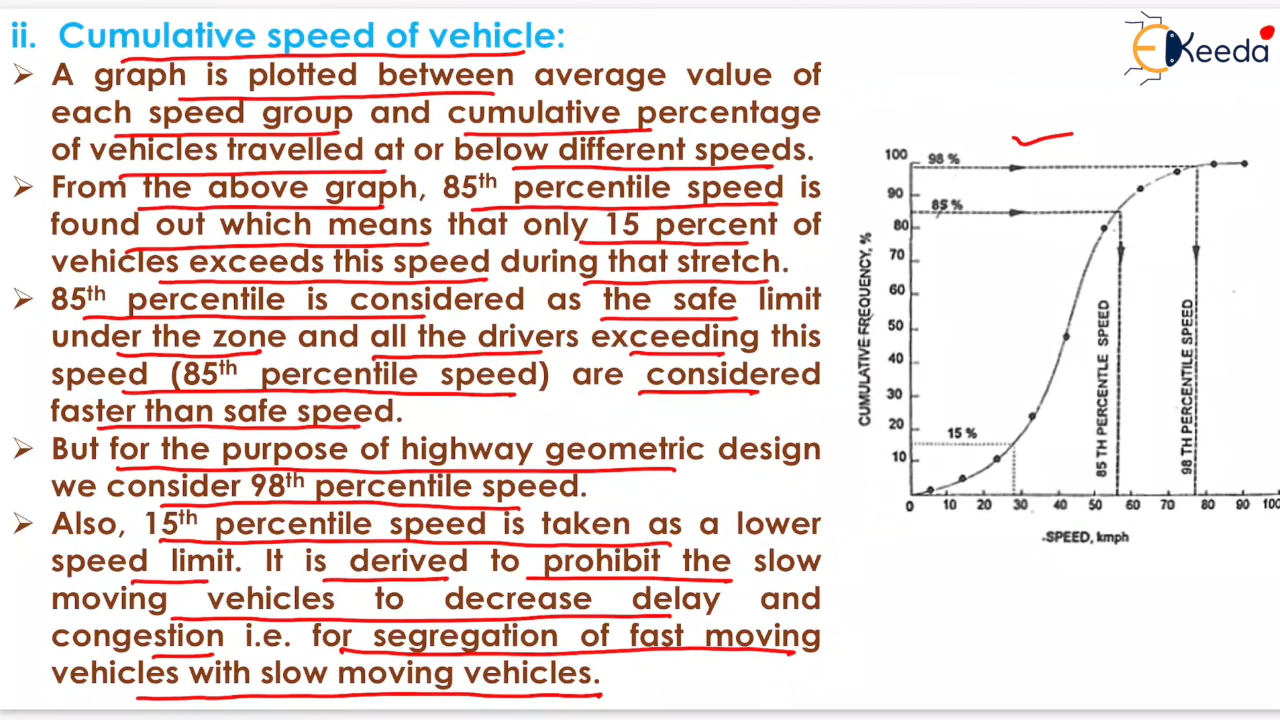 ii. Cumulative speed of vehicle:
Keeda
➢ A graph is plotted between average value of
each speed group and cumulative percentage
of vehicles travelled at or below different speeds.
➢ From the above graph, 85th percentile speed is
found out which means that only 15 percent of
vehicles exceeds this speed during that stretch.
➢ 85th percentile is considered as the safe limit
under the zone and all the drivers exceeding this
speed (85th percentile speed) are considered
faster than safe speed.
➢ But for the purpose of highway geometric design
we consider 98th percentile speed.
➢ Also, 15th percentile speed is taken as a lower
speed limit. It is derived to prohibit the slow
moving vehicles to decrease delay and
congestion i.e. for segregation of fast moving
vehicles with slow moving vehicles.
CUMULATIVE FREQUENCY, %
100
90
80
70
60
50
40
30
20
10
98 %
85 %
15 %
85 TH PERCENTLE SPEED
98 TH PERCENTILE SPEED
0 10 20 30 40 50 60 70 80 90 100
-SPEED, kmph